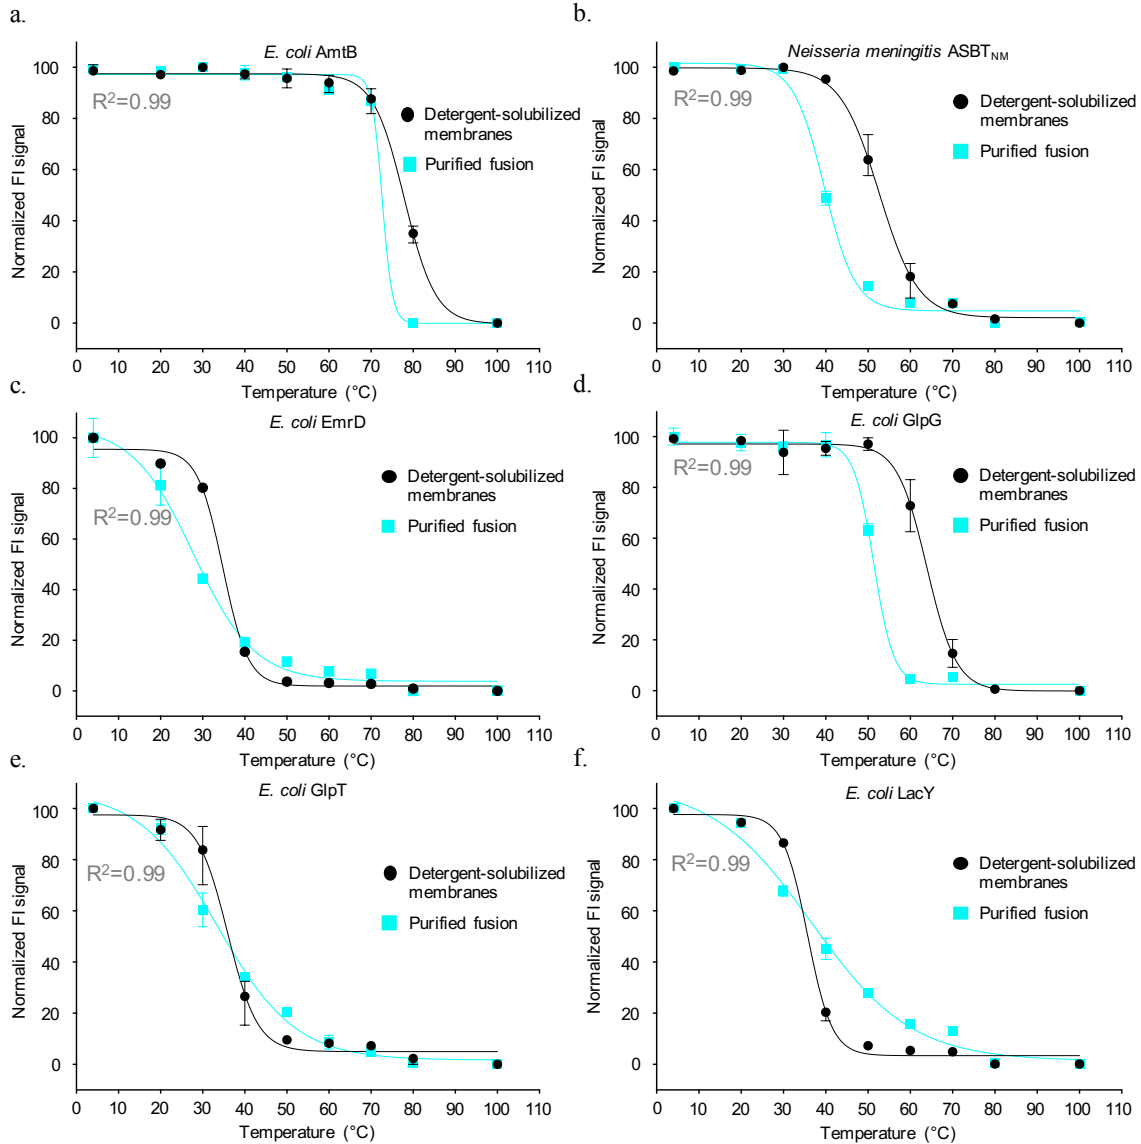 a.
E. coli AmtB
100
80
60
40
20
0
Normalized FI signal
R²=0.99
Detergent-solubilized
membranes
Purified fusion
0 10 20 30 40 50 60 70 80 90 100 110
Temperature (°C)
b.
Neisseria meningitis ASBTNM
100
80
60
40
20
0
Normalized FI signal
R²=0.99
Detergent-solubilized
membranes
Purified fusion
0 10 20 30 40 50 60 70 80 90 100 110
Temperature (°C)
c.
E. coli EmrD
100
80
60
40
20
0
Normalized FI signal
R²=0.99
Detergent-solubilized
membranes
Purified fusion
0 10 20 30 40 50 60 70 80 90 100 110
Temperature (°C)
d.
E. coli GlpG
100
80
60
40
20
0
Normalized FI signal
R²=0.99
Detergent-solubilized
membranes
Purified fusion
0 10 20 30 40 50 60 70 80 90 100 110
Temperature (°C)
e.
E. coli GlpT
100
80
60
40
20
0
Normalized FI signal
R²=0.99
Detergent-solubilized
membranes
Purified fusion
0 10 20 30 40 50 60 70 80 90 100 110
Temperature (°C)
f.
E. coli LacY
100
80
60
40
20
0
Normalized FI signal
R²=0.99
Detergent-solubilized
membranes
Purified fusion
0 10 20 30 40 50 60 70 80 90 100 110
Temperature (°C)